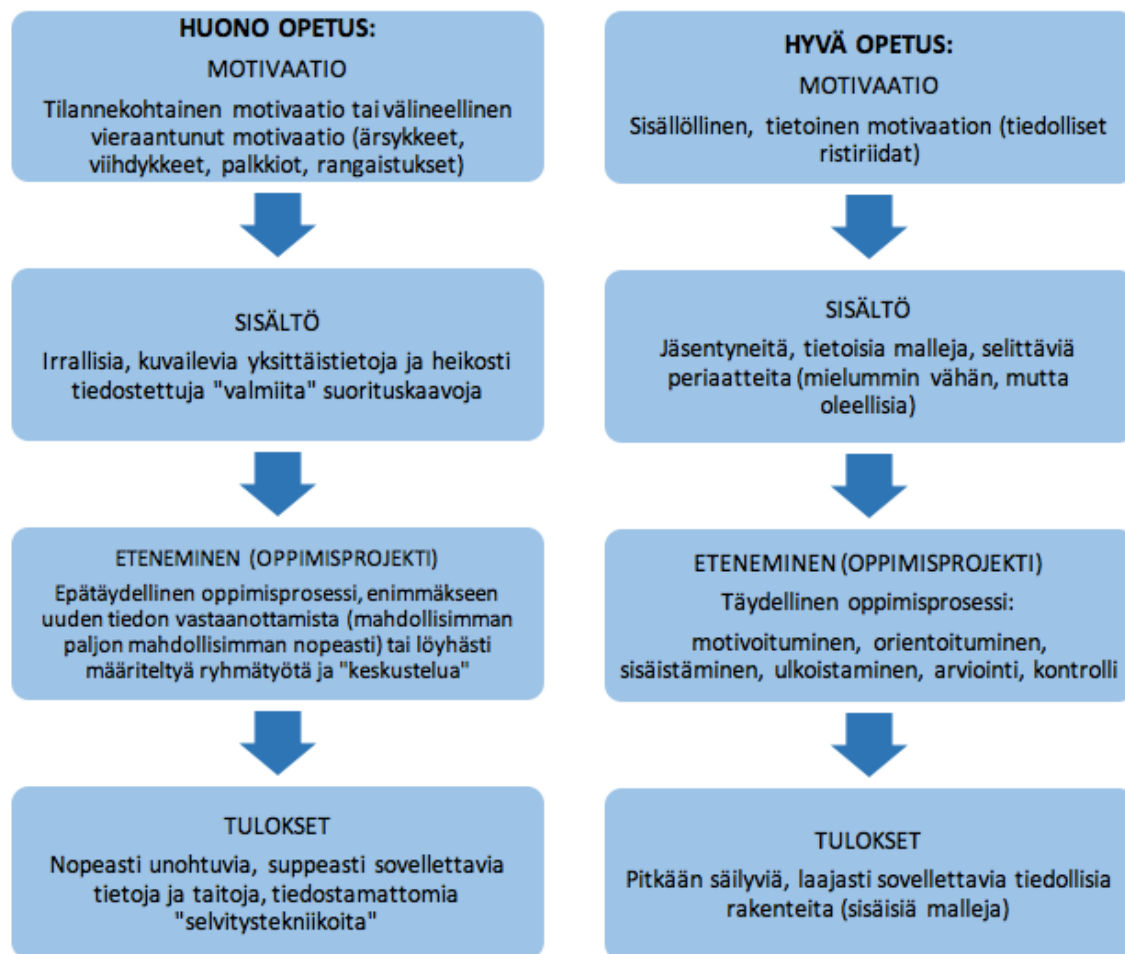 HUONO OPETUS:
MOTIVAATIO
Tilannekohtainen motivaatio tai välineellinen
vieraantunut motivaatio (ärsykkeet,
viihdykkeet, palkkiot, rangaistukset)
SISÄLTÖ
Irrallisia, kuvailevia yksittäistietoja ja heikosti
tiedostettuja "valmiita" suorituskaavoja
ETENEMINEN (OPPIMISPROJEKTI)
Epätäydellinen oppimisprosessi, enimmäkseen
uuden tiedon vastaanottamista (mahdollisimman
paljon mahdollisimman nopeasti) tai löyhästi
määriteltyä ryhmätyötä ja "keskustelua"
TULOKSET
Nopeasti unohtuvia, suppeasti sovellettavia
tietoja ja taitoja, tiedostamattomia
"selvitystekniikoita"
HYVÄ OPETUS:
MOTIVAATIO
Sisällöllinen, tietoinen motivaation (tiedolliset
ristiriidat)
SISÄLTÖ
Jäsentyneitä, tietoisia malleja, selittäviä
periaatteita (mielummin vähän, mutta
oleellisia)
ETENEMINEN (OPPIMISPROJEKTI)
Täydellinen oppimisprosessi:
motivoituminen, orientoituminen,
sisäistäminen, ulkoistaminen, arviointi, kontrolli
TULOKSET
Pitkään säilyviä, laajasti sovellettavia tiedollisia
rakenteita (sisäisiä malleja)